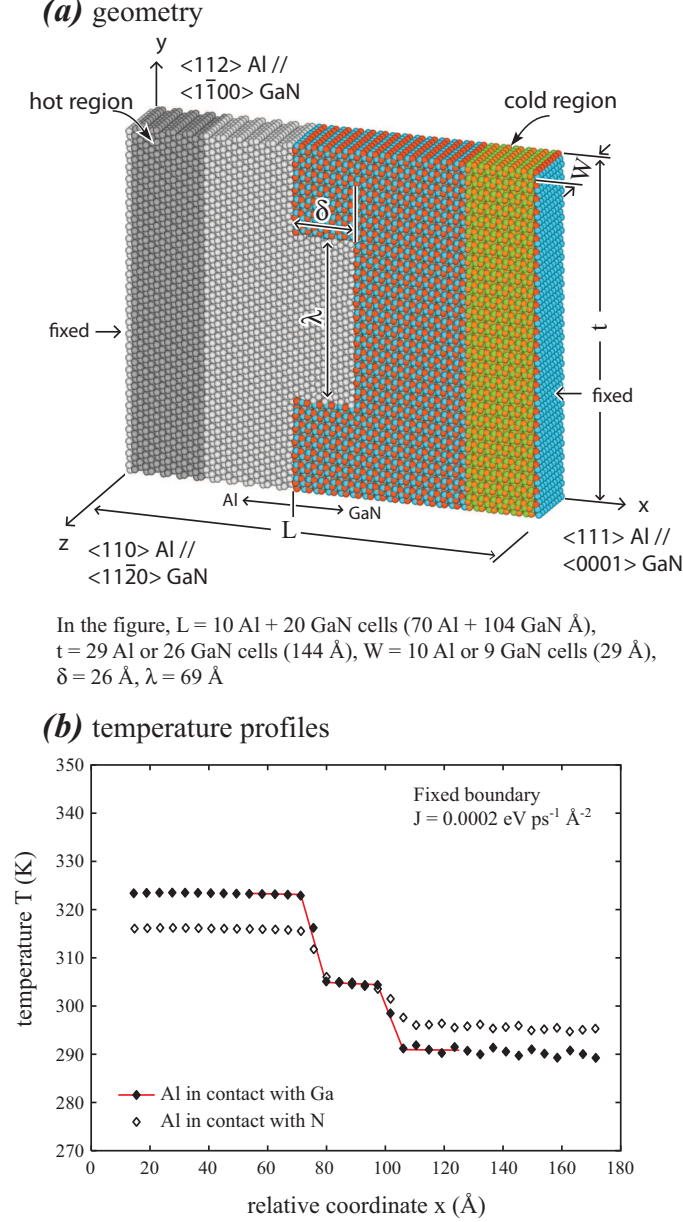 (a) geometry
y
<112> Al //
<11̅00> GaN
hot region
cold region
W
δ
λ
t
fixed
fixed
Al
GaN
x
L
z
<110> Al //
<112̅0> GaN
<111> Al //
<0001> GaN
In the figure, L = 10 Al + 20 GaN cells (70 Al + 104 GaN Å),
t = 29 Al or 26 GaN cells (144 Å), W = 10 Al or 9 GaN cells (29 Å),
δ = 26 Å, λ = 69 Å
(b) temperature profiles
350
340
330
320
310
300
290
280
270
temperature T (K)
Fixed boundary
J = 0.0002 eV ps⁻¹ Å⁻²
Al in contact with Ga
Al in contact with N
0 20 40 60 80 100 120 140 160 180
relative coordinate x (Å)